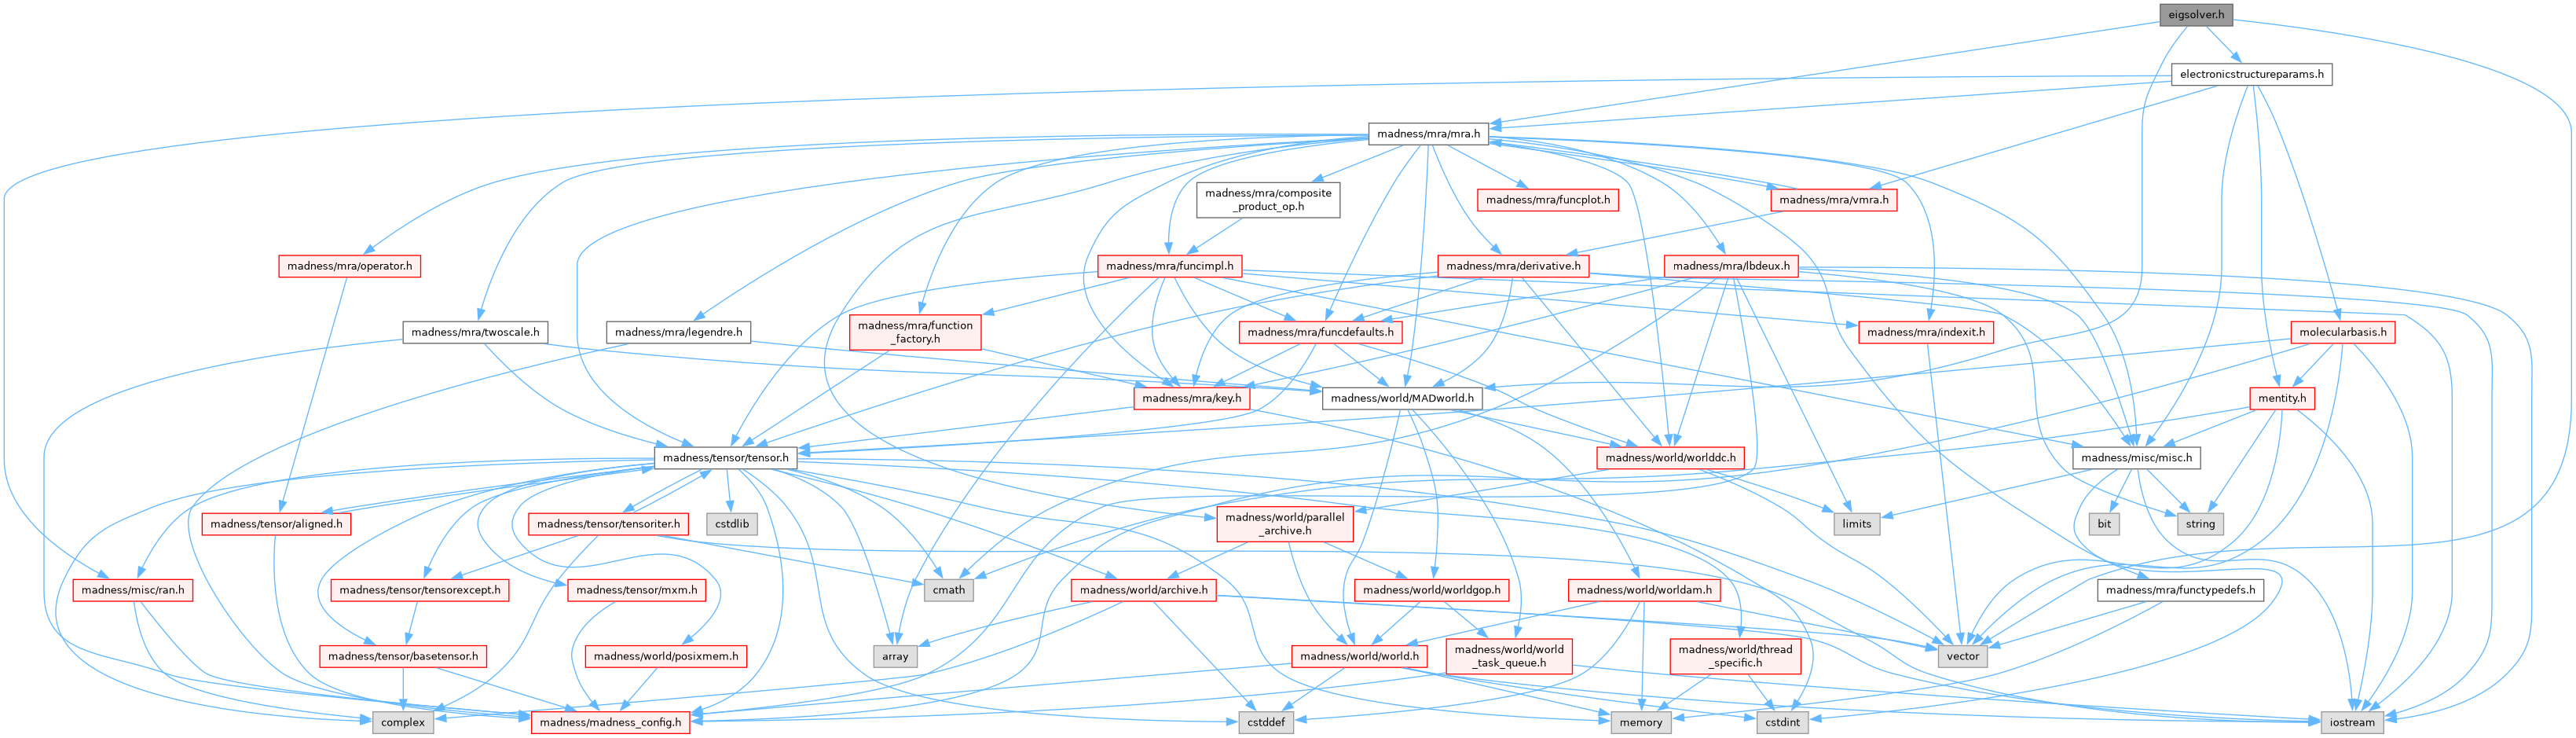 eigsolver.h
electronicstructureparams.h
madness/mra/mra.h
madness/mra/composite
_product_op.h
madness/mra/funcplot.h
madness/mra/vmra.h
madness/mra/operator.h
madness/mra/funcimpl.h
madness/mra/derivative.h
madness/mra/lbdeux.h
madness/mra/twoscale.h
madness/mra/legendre.h
madness/mra/function
_factory.h
madness/mra/funcdefaults.h
madness/mra/indexit.h
molecularbasis.h
madness/mra/key.h
madness/world/MADworld.h
mentity.h
madness/tensor/tensor.h
madness/world/worlddc.h
madness/misc/misc.h
madness/tensor/aligned.h
madness/tensor/tensoriter.h
cstdlib
madness/world/parallel
_archive.h
limits
bit
string
madness/misc/ran.h
madness/tensor/tensorexcept.h
madness/tensor/mxm.h
cmath
madness/world/archive.h
madness/world/worldgop.h
madness/world/worldam.h
madness/mra/functypedefs.h
madness/tensor/basetensor.h
madness/world/posixmem.h
array
madness/world/world.h
madness/world/world
_task_queue.h
madness/world/thread
_specific.h
vector
complex
madness/madness_config.h
cstddef
memory
cstdint
iostream